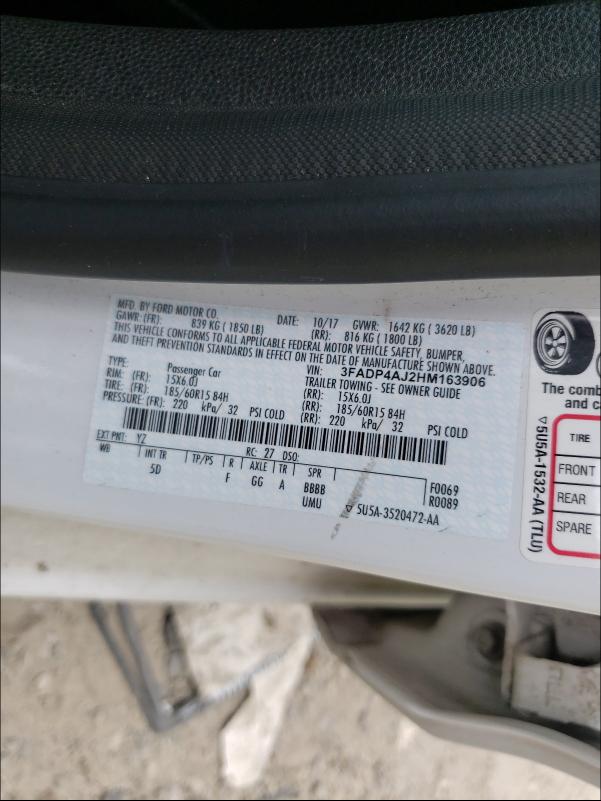 MFD. BY FORD MOTOR CO.
DATE: 10/17 GVWR: 1642 KG ( 3620 LB)
GAWR: (FR): 839 KG ( 1850 LB) (RR): 816 KG ( 1800 LB)
THIS VEHICLE CONFORMS TO ALL APPLICABLE FEDERAL MOTOR VEHICLE SAFETY, BUMPER,
AND THEFT PREVENTION STANDARDS IN EFFECT ON THE DATE OF MANUFACTURE SHOWN ABOVE.
VIN: 3FADP4AJ2HM163906
TYPE: Passenger Car TRAILER TOWING - SEE OWNER GUIDE
RIM: (FR): 15X6.0J (RR): 15X6.0J
TIRE: (FR): 185/60R15 84H (RR): 185/60R15 84H
PRESSURE: (FR): 220 kPa/ 32 PSI COLD (RR): 220 kPa/ 32 PSI COLD
EXT PNT: YZ RC: 27 DSO:
WB INT TR TP/PS R AXLE TR SPR
5D F GG A BBBB F0069
UMU R0089
▽ 5U5A-3520472-AA
▽ 5U5A-1532-AA (TLU)
The comb
and c
TIRE
FRONT
REAR
SPARE